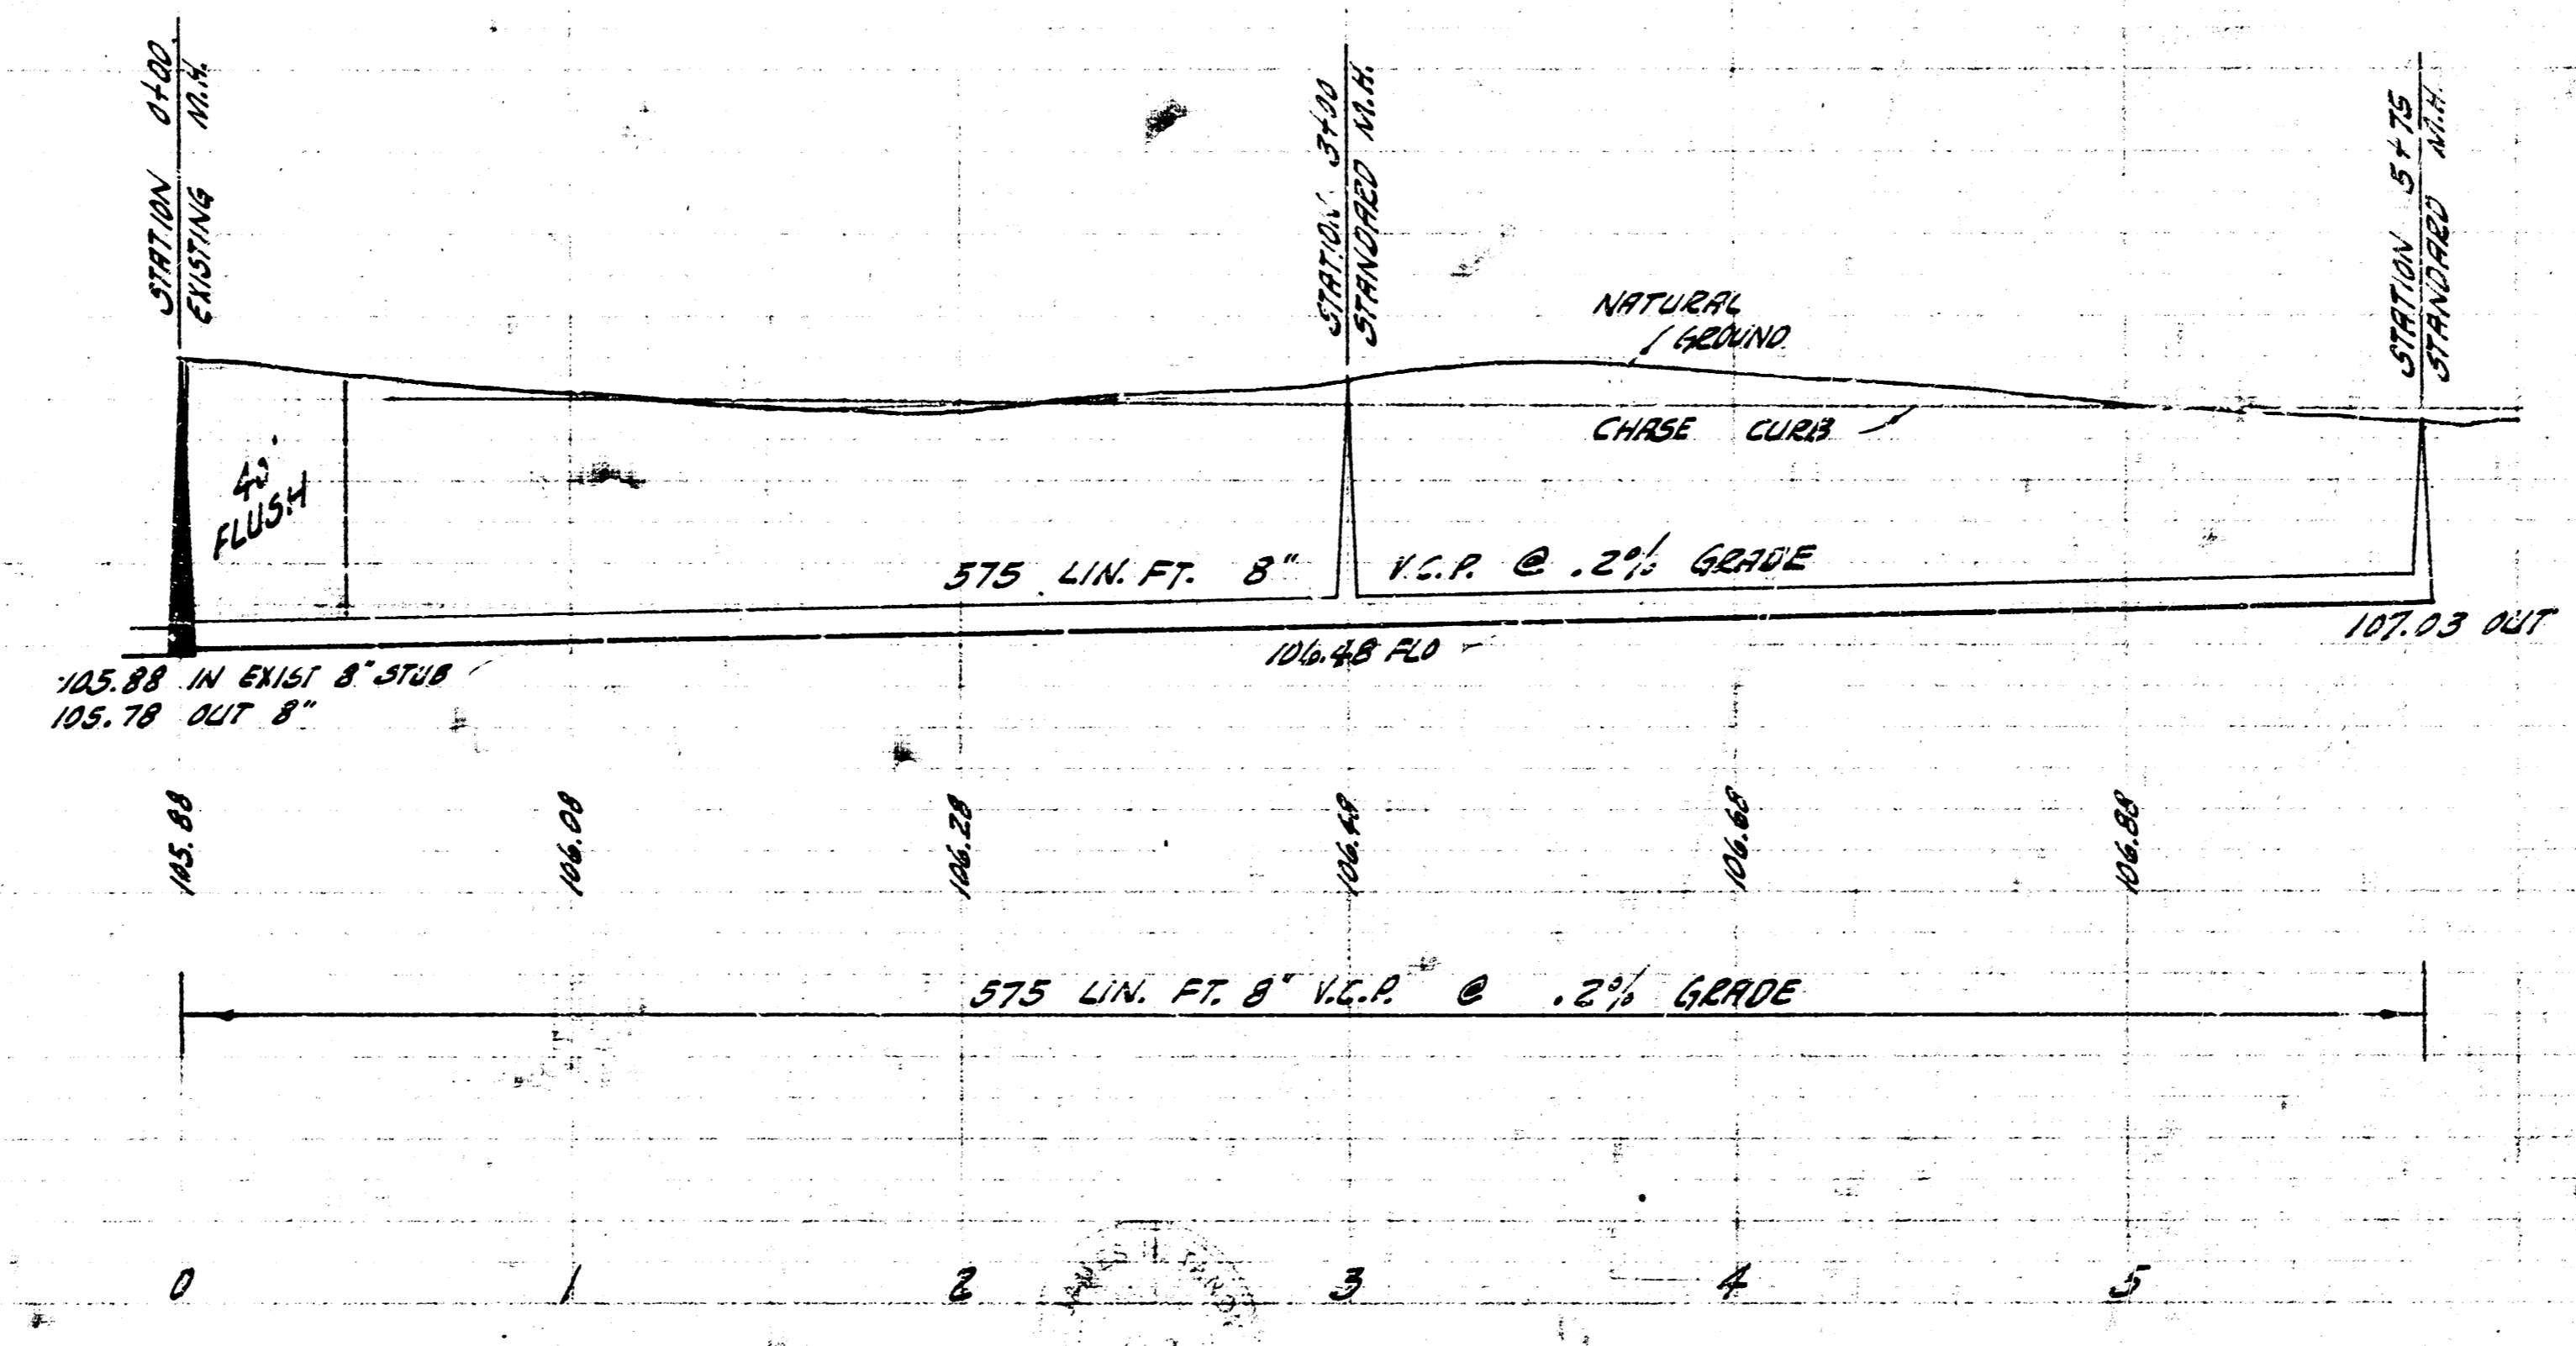 STATION 0+00
EXISTING M.H.
STATION 3+00
STANDARD M.H.
STATION 5+75
STANDARD M.H.
NATURAL
GROUND
CHASE CURB
40'
FLUSH
575 LIN. FT. 8" V.C.P. @ .2% GRADE
105.88 IN EXIST 8" STUB
105.78 OUT 8"
106.48 FLO
107.03 OUT
105.88
106.08
106.28
106.48
106.68
106.88
575 LIN. FT. 8" V.C.P. @ .2% GRADE
0 1 2 3 4 5